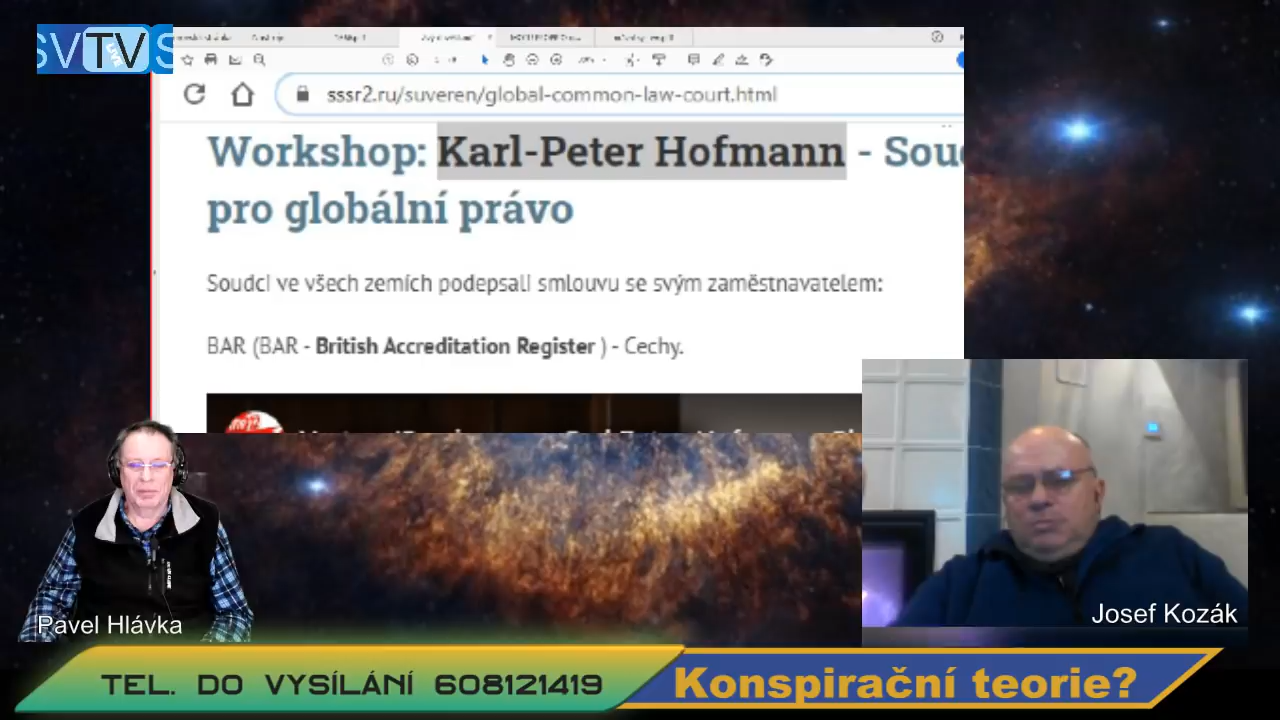 SVTV
LIVE
sssr2.ru/suveren/global-common-law-court.html
Workshop: Karl-Peter Hofmann - Sou
pro globální právo
Soudci ve všech zemích podepsali smlouvu se svým zaměstnavatelem:
BAR (BAR - British Accreditation Register ) - Cechy.
Pavel Hlávka
Josef Kozák
TEL. DO VYSÍLÁNÍ 608121419
Konspirační teorie?